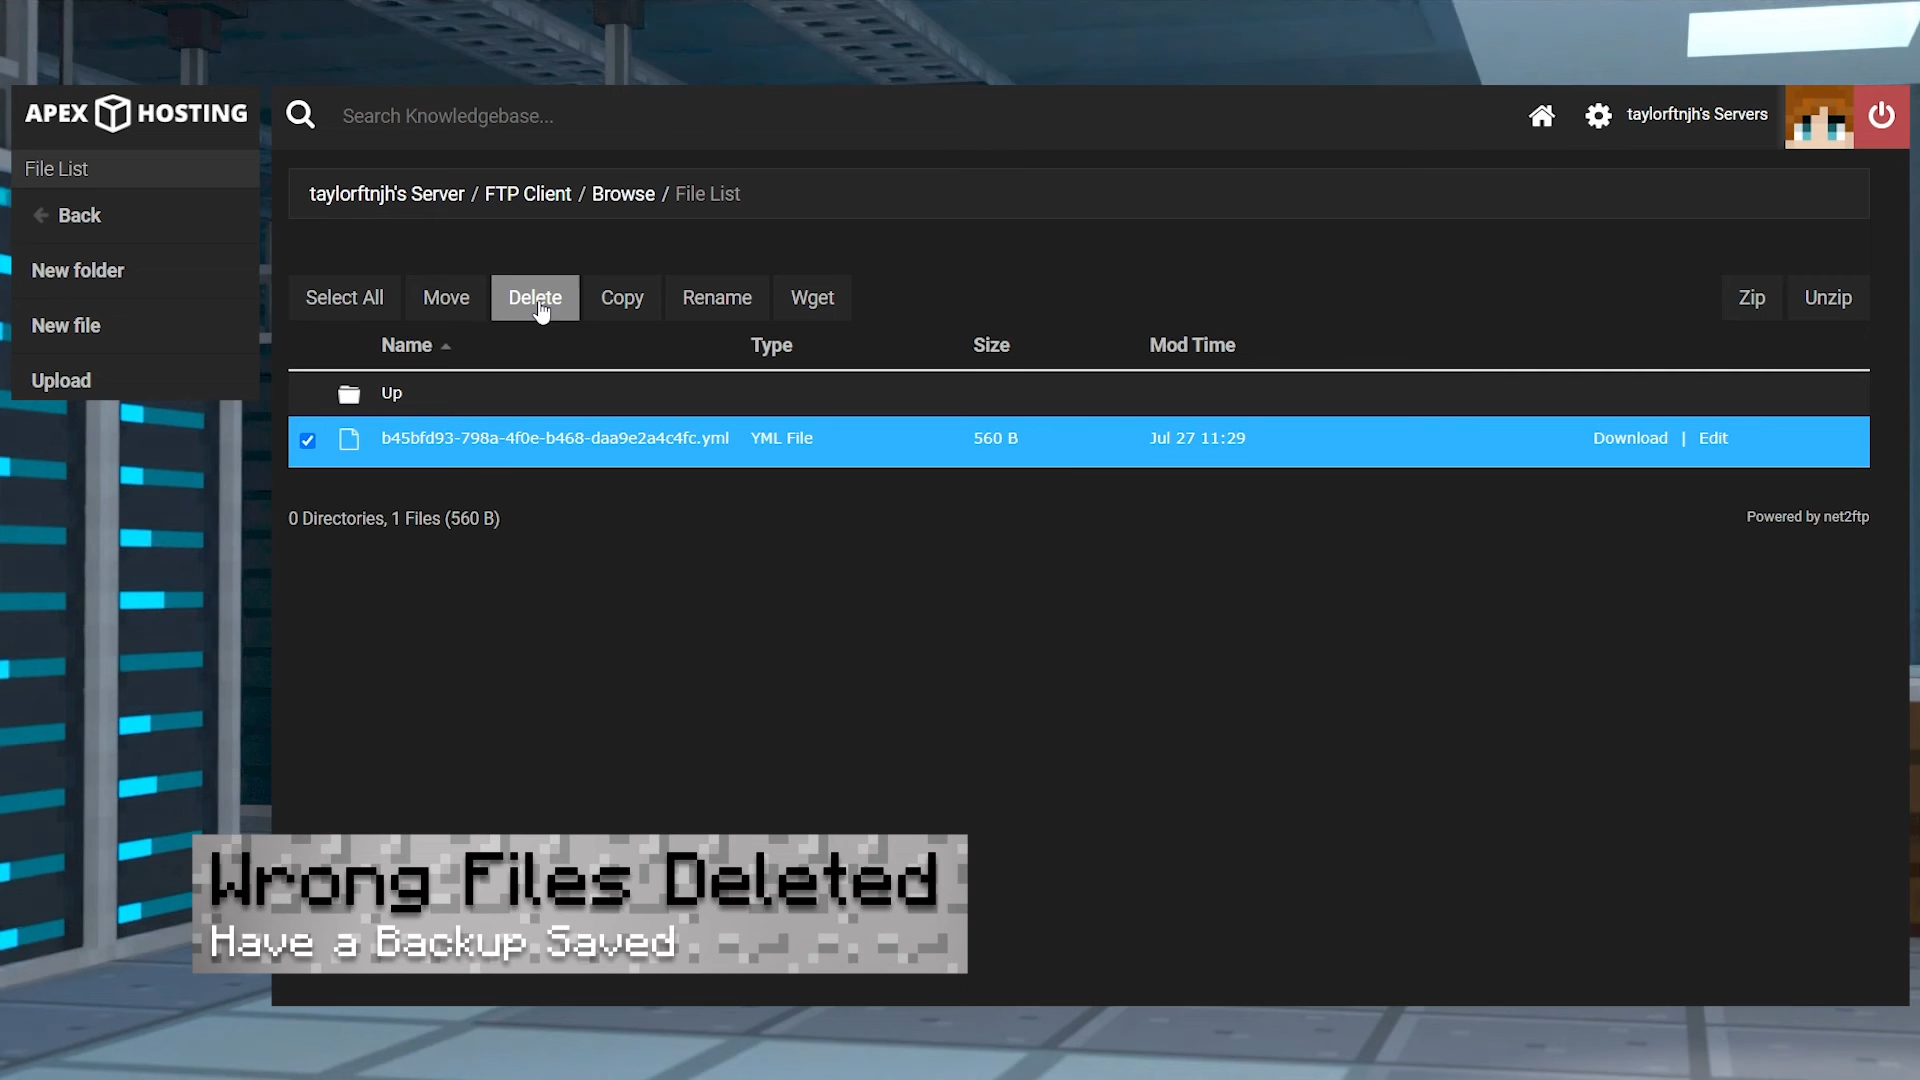 APEX HOSTING
Search Knowledgebase...
taylorftnjh's Servers
File List
Back
New folder
New file
Upload
taylorftnjh's Server / FTP Client / Browse / File List
Select All Move Delete Copy Rename Wget Zip Unzip
Name Type Size Mod Time
Up
b45bfd93-798a-4f0e-b468-daa9e2a4c4fc.yml YML File 560 B Jul 27 11:29 Download | Edit
0 Directories, 1 Files (560 B)
Powered by net2ftp
Wrong Files Deleted
Have a Backup Saved